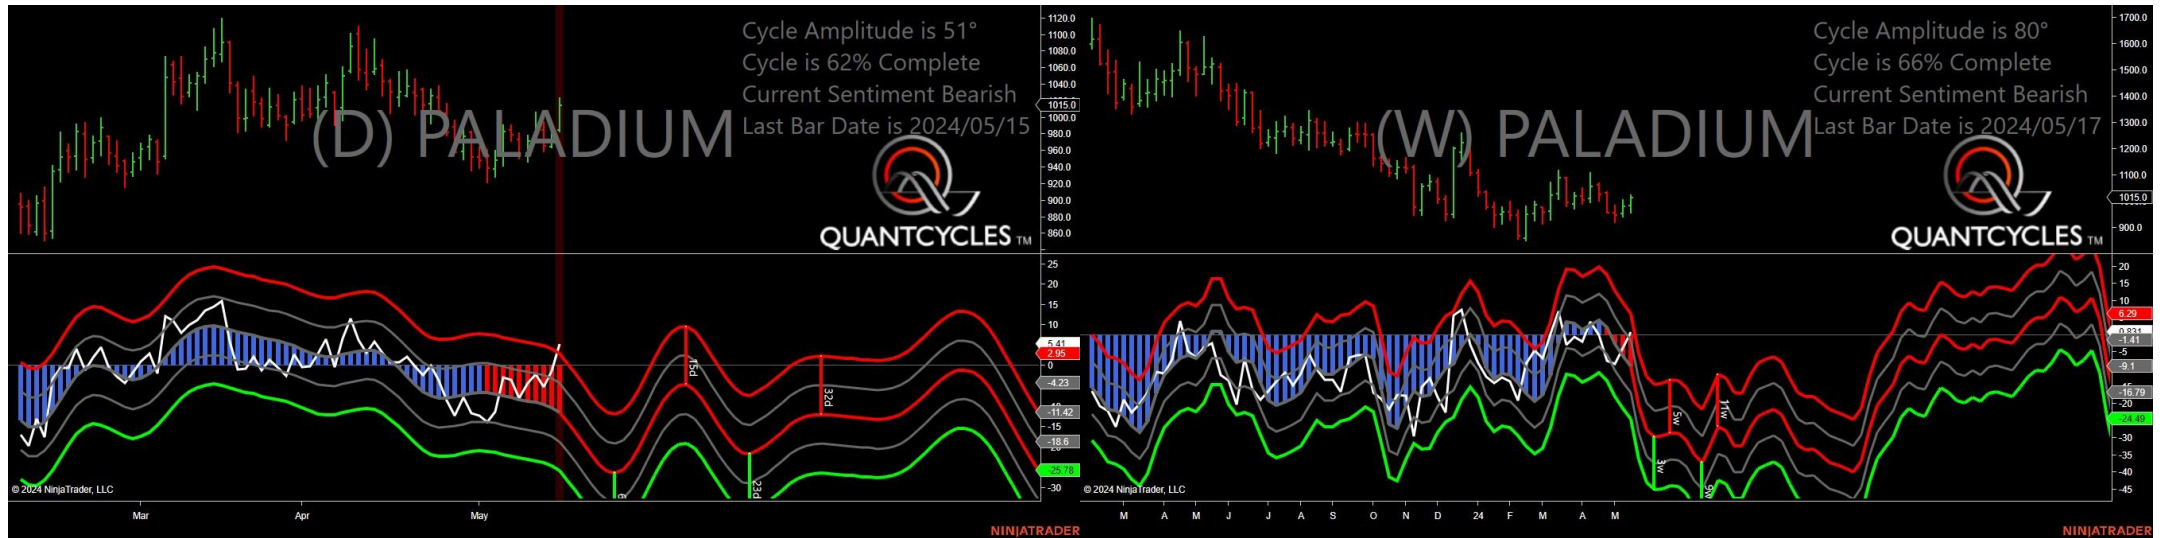 Cycle Amplitude is 51°
Cycle is 62% Complete
Current Sentiment Bearish
Last Bar Date is 2024/05/15
(D) PALADIUM
QUANTCYCLES TM
1120.0
1100.0
1080.0
1060.0
1040.0
1015.0
1000.0
980.0
960.0
940.0
920.0
900.0
880.0
860.0
25
20
15
10
5.41
2.95
0
-4.23
-11.42
-15
-18.6
-25.78
-30
15d
32d
6
23d
© 2024 NinjaTrader, LLC
Mar
Apr
May
NINJATRADER
Cycle Amplitude is 80°
Cycle is 66% Complete
Current Sentiment Bearish
Last Bar Date is 2024/05/17
(W) PALADIUM
QUANTCYCLES TM
1700.0
1600.0
1500.0
1400.0
1300.0
1200.0
1100.0
1015.0
900.0
20
15
10
6.29
0.831
-1.41
-5
-9.1
-16.79
-20
-24.49
-30
-35
-40
-45
5w
11w
3w
9w
© 2024 NinjaTrader, LLC
M A M J J A S O N D 24 F M A M
NINJATRADER